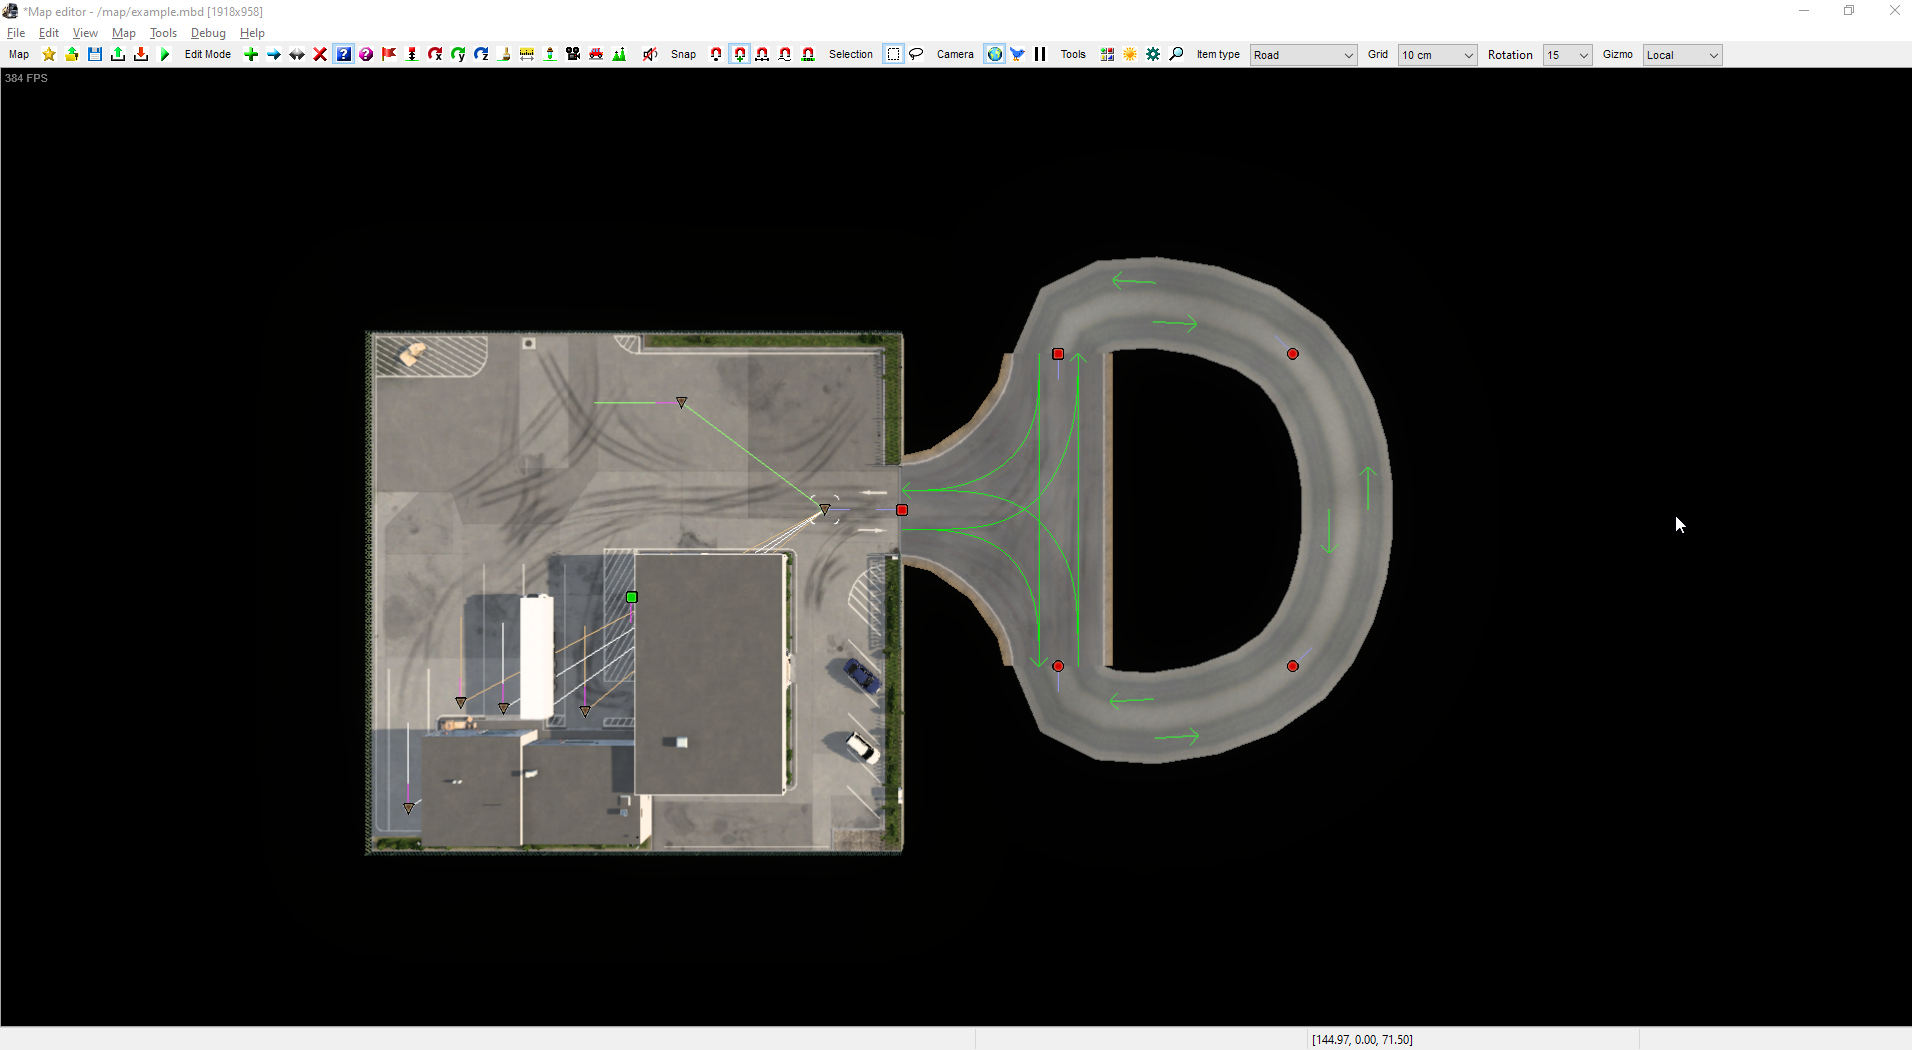 *Map editor - /map/example.mbd [1918x958]
File Edit View Map Tools Debug Help
Map Edit Mode Snap Selection Camera Tools Item type Road Grid 10 cm Rotation 15 Gizmo Local
384 FPS
[144.97, 0.00, 71.50]